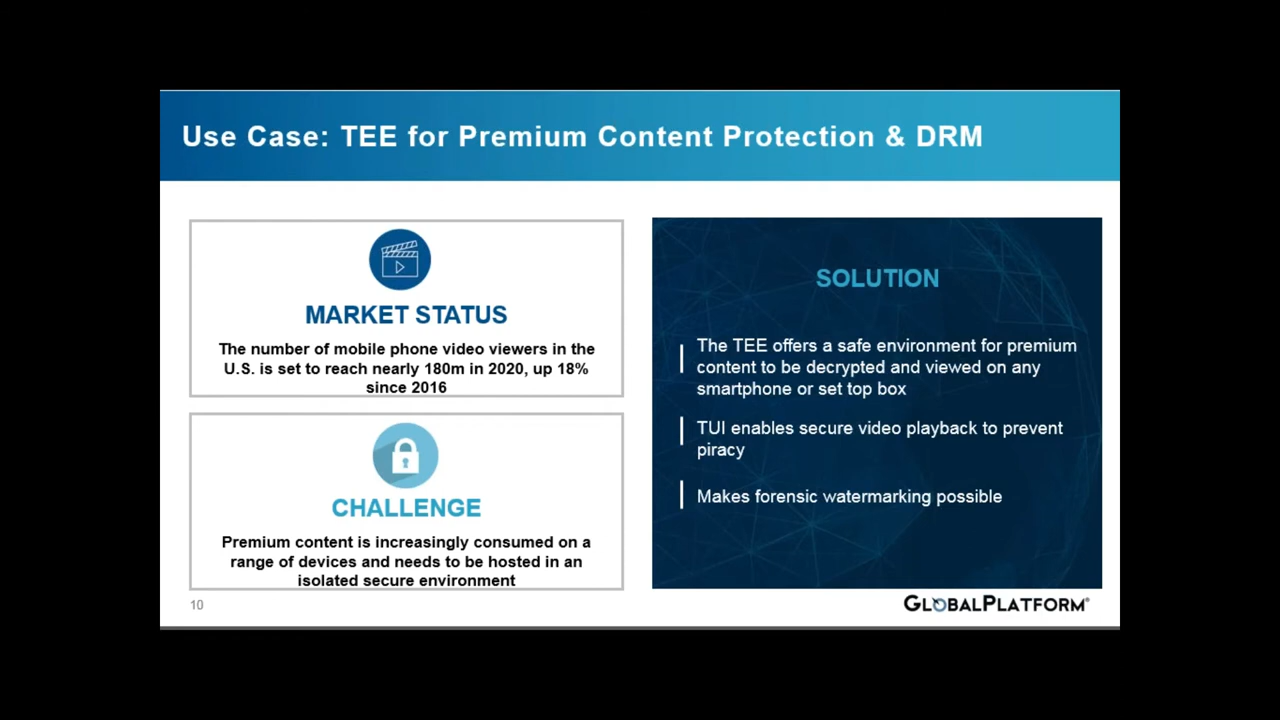 Use Case: TEE for Premium Content Protection & DRM
MARKET STATUS
The number of mobile phone video viewers in the
U.S. is set to reach nearly 180m in 2020, up 18%
since 2016
CHALLENGE
Premium content is increasingly consumed on a
range of devices and needs to be hosted in an
isolated secure environment
SOLUTION
The TEE offers a safe environment for premium
content to be decrypted and viewed on any
smartphone or set top box
TUI enables secure video playback to prevent
piracy
Makes forensic watermarking possible
10
GLOBALPLATFORM®